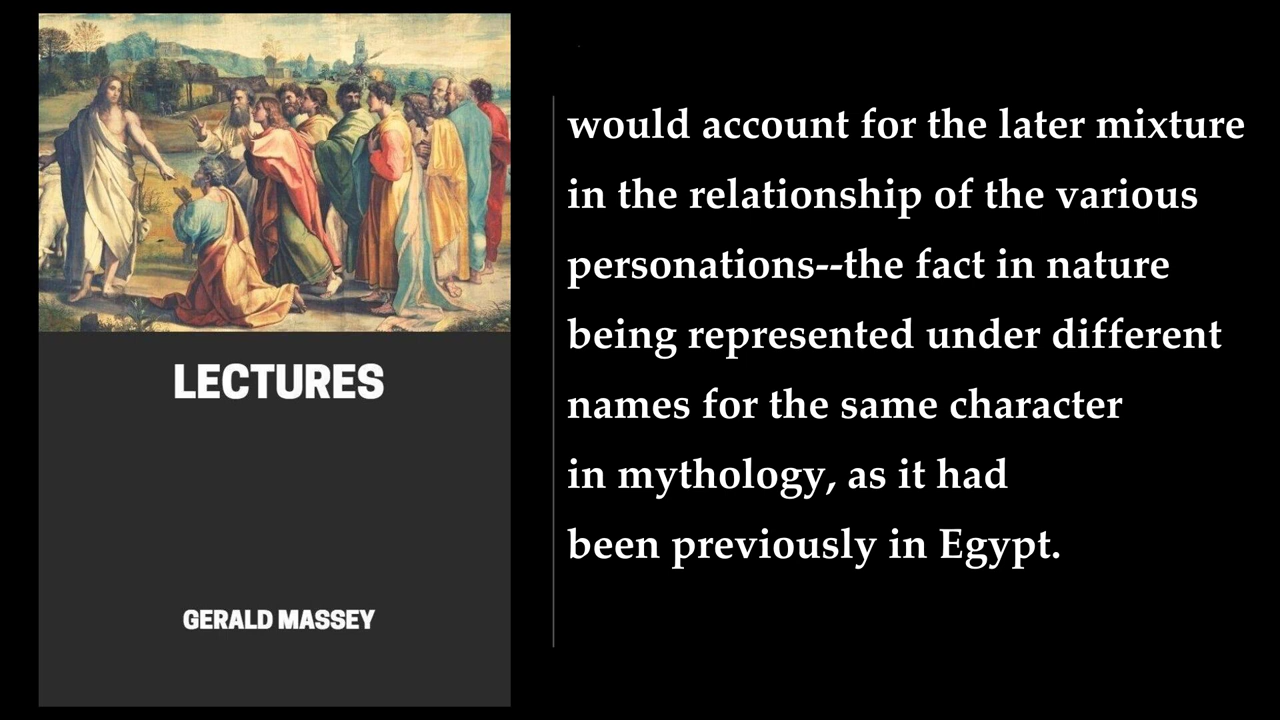 LECTURES
GERALD MASSEY
would account for the later mixture
in the relationship of the various
personations--the fact in nature
being represented under different
names for the same character
in mythology, as it had
been previously in Egypt.